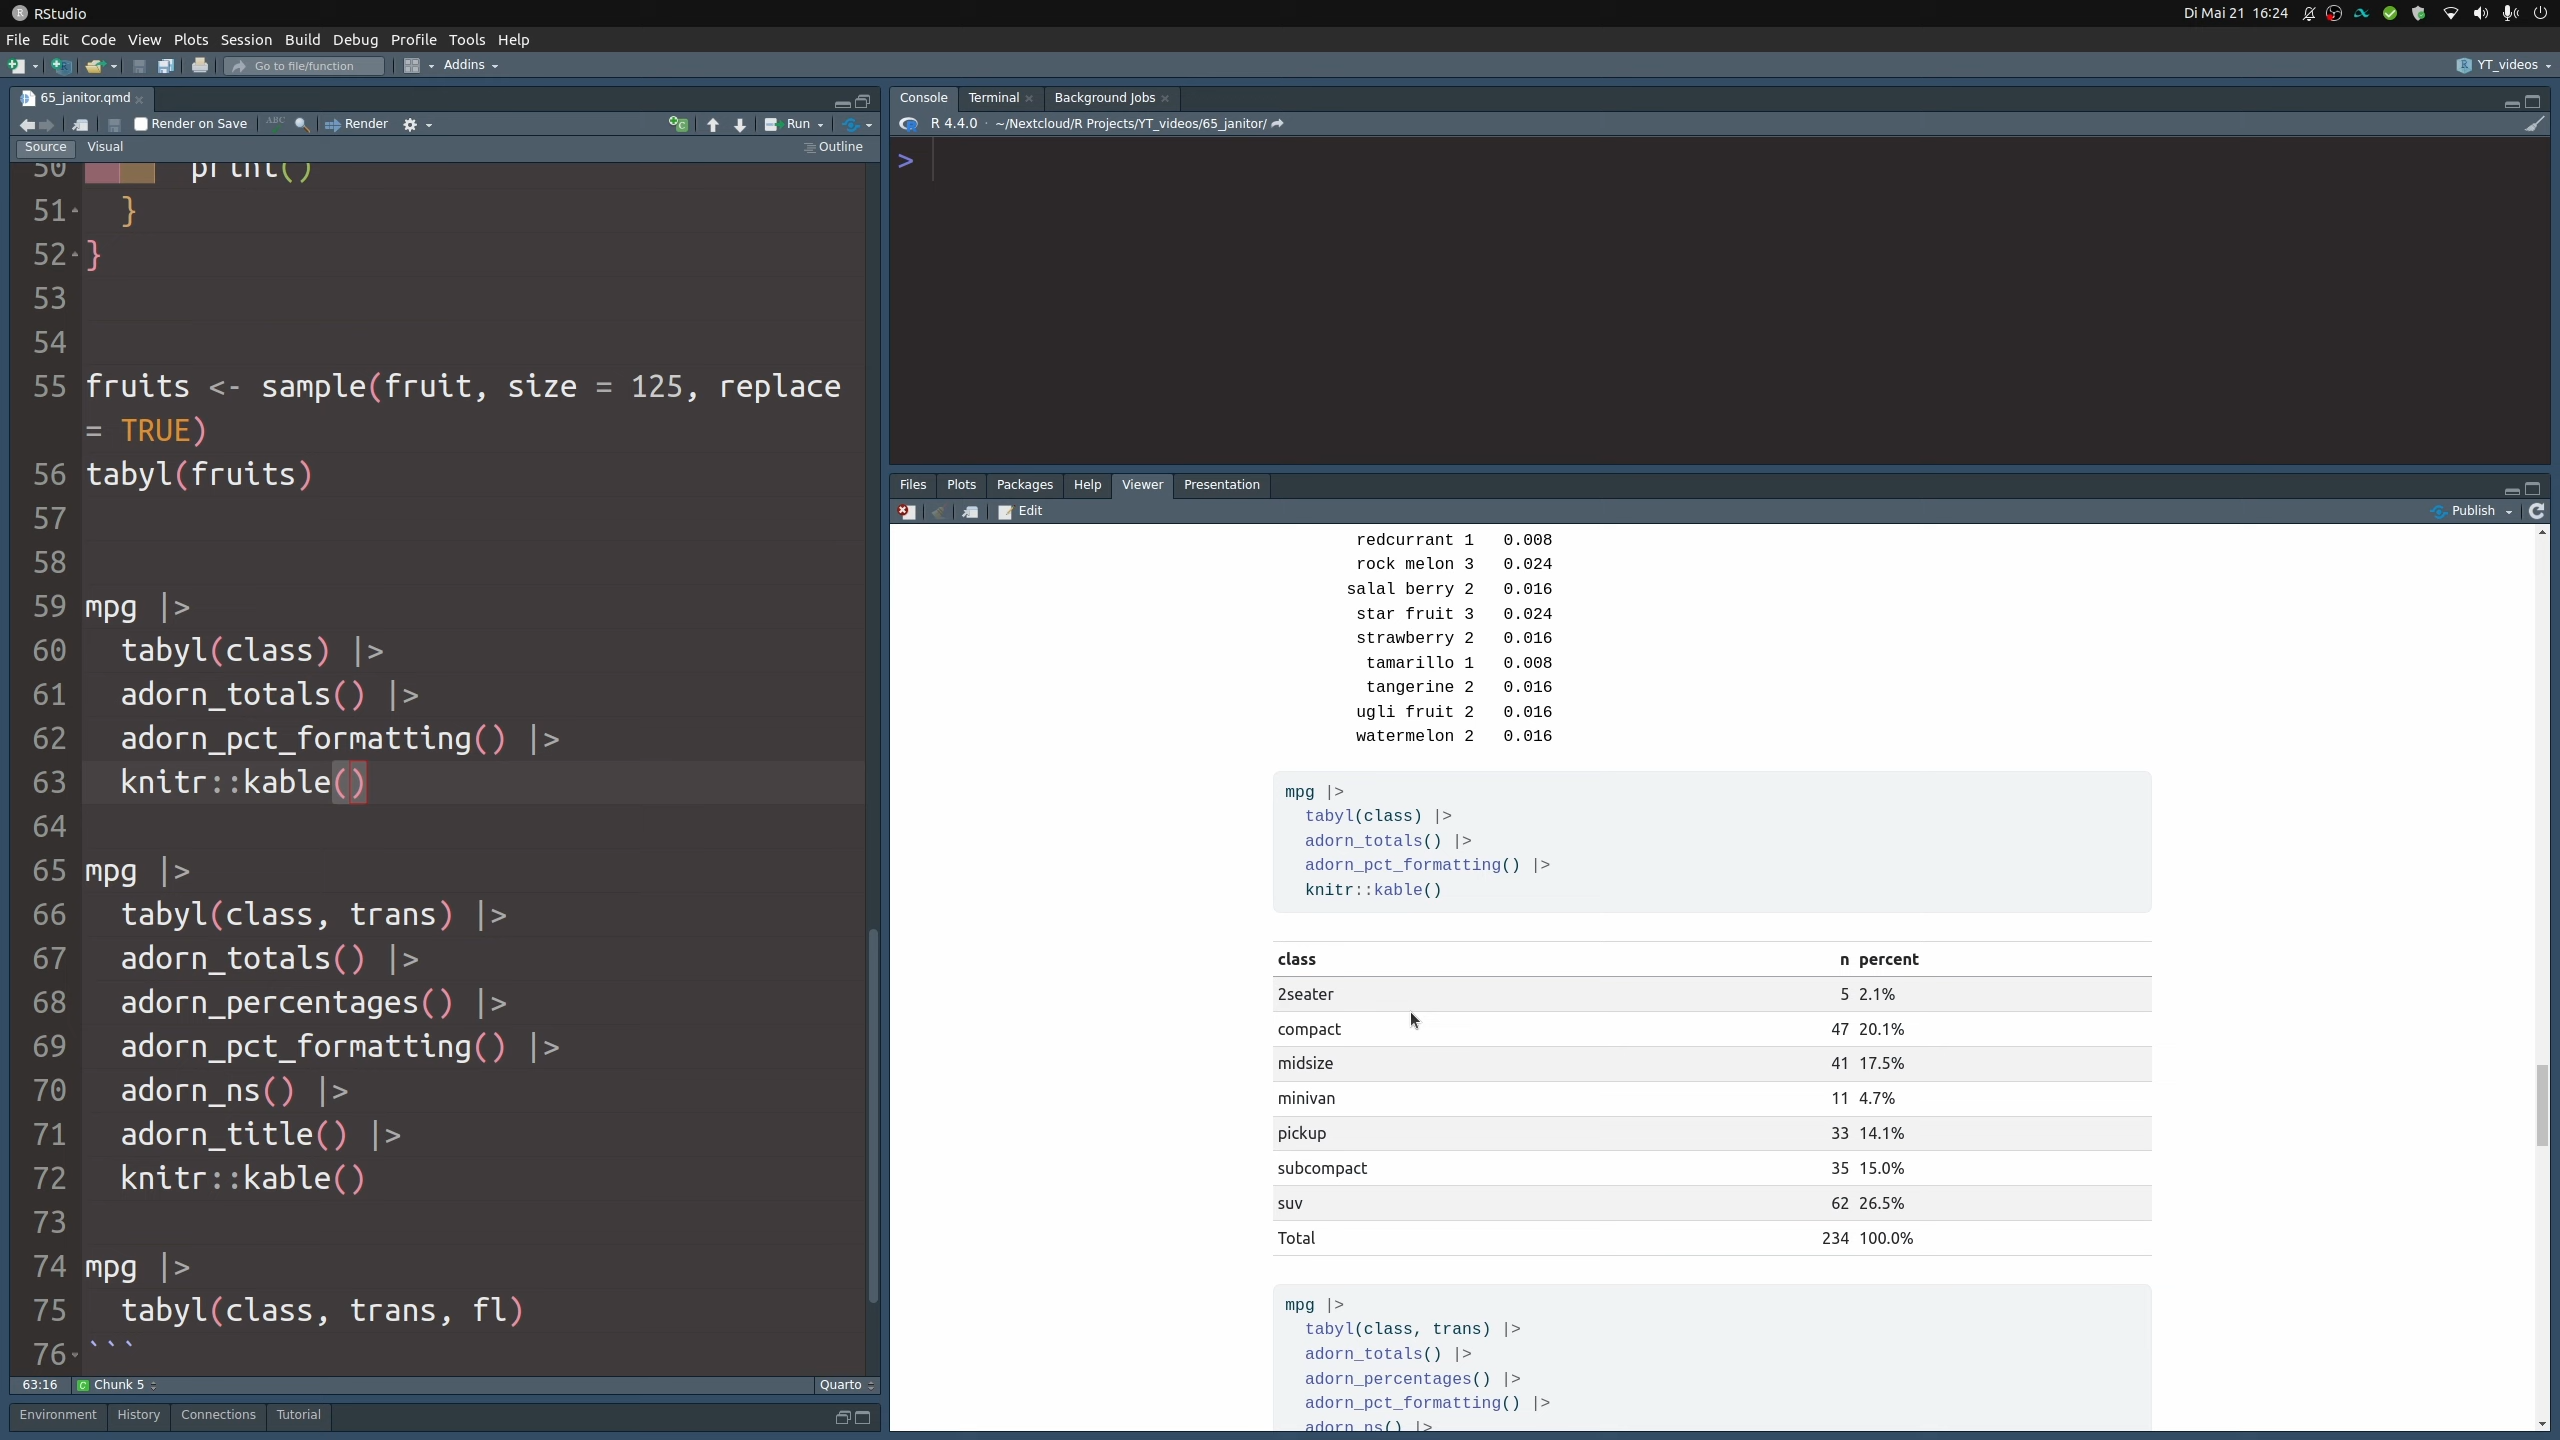 RStudio
Di Mai 21 16:24
File Edit Code View Plots Session Build Debug Profile Tools Help
Go to file/function
Addins
YT_videos
65_janitor.qmd
Render on Save
ABC
Render
Run
Source Visual
Outline
50 print()
51 }
52 }
53
54
55 fruits <- sample(fruit, size = 125, replace
= TRUE)
56 tabyl(fruits)
57
58
59 mpg |>
60 tabyl(class) |>
61 adorn_totals() |>
62 adorn_pct_formatting() |>
63 knitr::kable()
64
65 mpg |>
66 tabyl(class, trans) |>
67 adorn_totals() |>
68 adorn_percentages() |>
69 adorn_pct_formatting() |>
70 adorn_ns() |>
71 adorn_title() |>
72 knitr::kable()
73
74 mpg |>
75 tabyl(class, trans, fl)
76 ```
63:16 C Chunk 5
Quarto
Environment History Connections Tutorial
Console Terminal Background Jobs
R 4.4.0 · ~/Nextcloud/R Projects/YT_videos/65_janitor/
>
Files Plots Packages Help Viewer Presentation
Edit
Publish
redcurrant 1 0.008
rock melon 3 0.024
salal berry 2 0.016
star fruit 3 0.024
strawberry 2 0.016
tamarillo 1 0.008
tangerine 2 0.016
ugli fruit 2 0.016
watermelon 2 0.016
mpg |>
tabyl(class) |>
adorn_totals() |>
adorn_pct_formatting() |>
knitr::kable()
class n percent
2seater 5 2.1%
compact 47 20.1%
midsize 41 17.5%
minivan 11 4.7%
pickup 33 14.1%
subcompact 35 15.0%
suv 62 26.5%
Total 234 100.0%
mpg |>
tabyl(class, trans) |>
adorn_totals() |>
adorn_percentages() |>
adorn_pct_formatting() |>
adorn_ns() |>